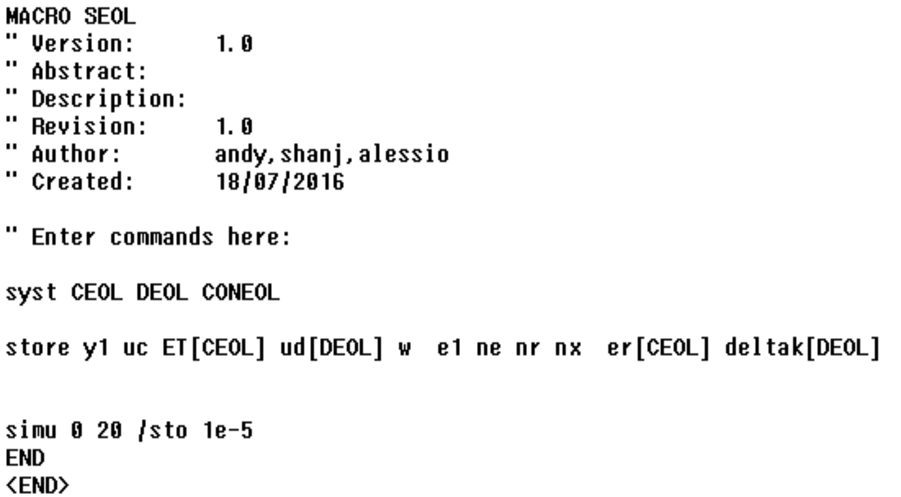 MACRO SEOL
" Version: 1.0
" Abstract:
" Description:
" Revision: 1.0
" Author: andy,shanj,alessio
" Created: 18/07/2016
" Enter commands here:
syst CEOL DEOL CONEOL
store y1 uc ET[CEOL] ud[DEOL] w e1 ne nr nx er[CEOL] deltak[DEOL]
simu 0 20 /sto 1e-5
END
<END>